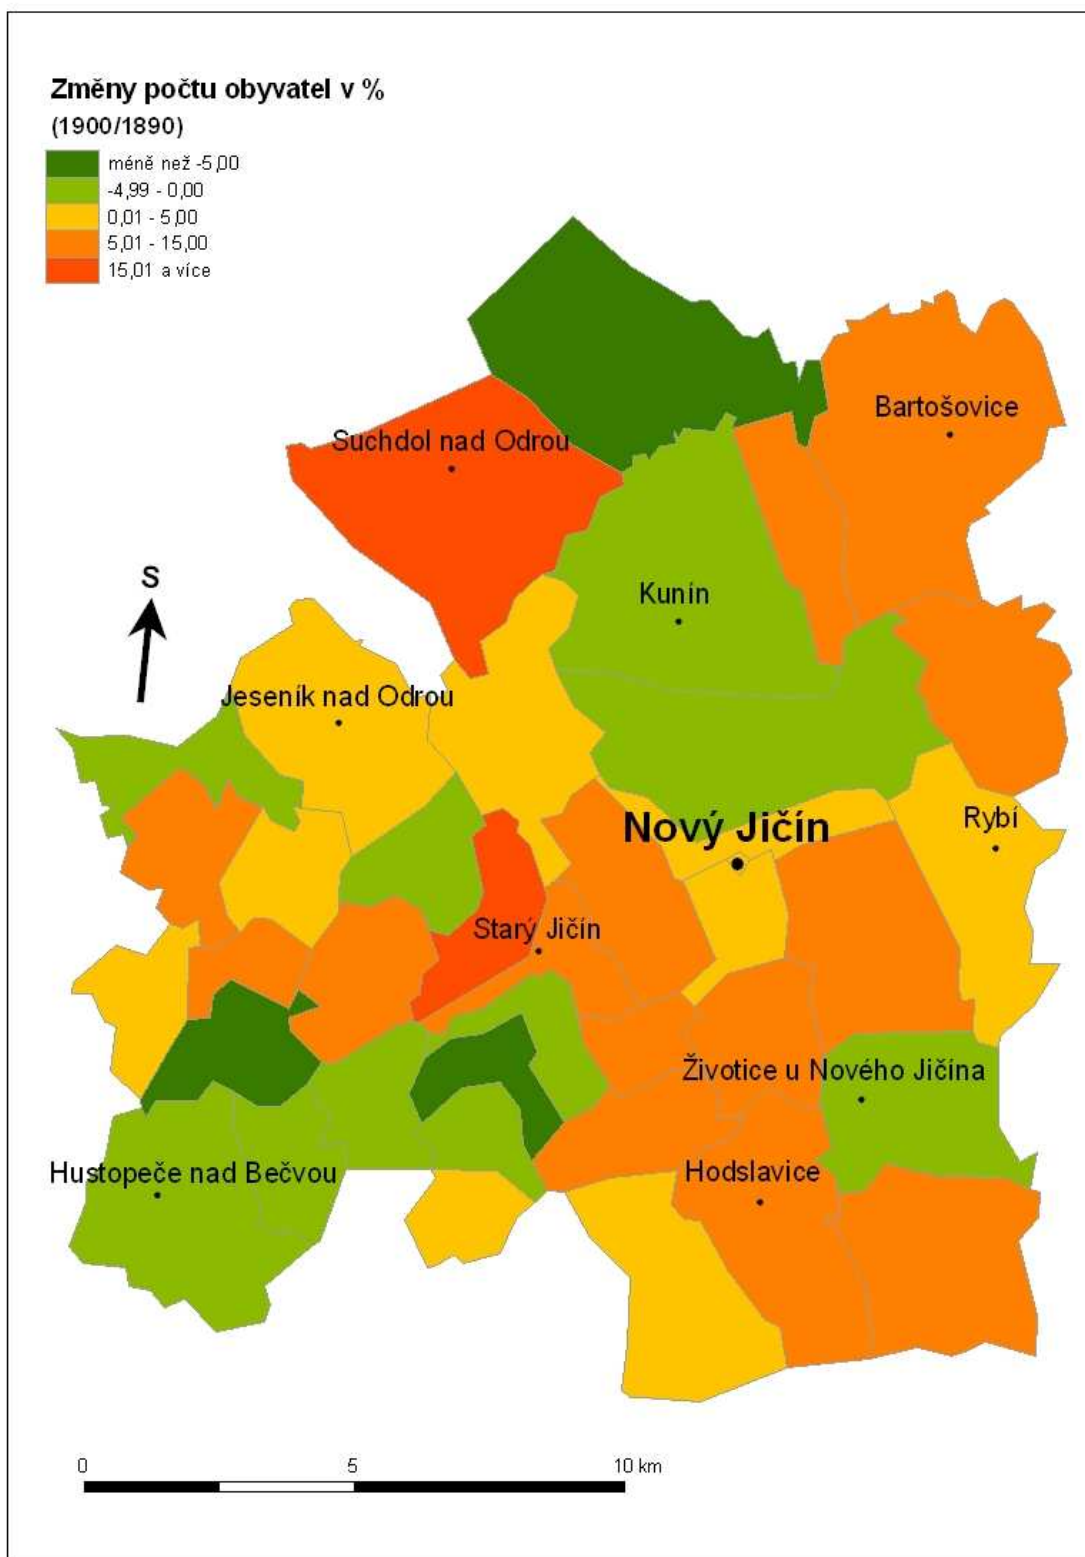 Změny počtu obyvatel v %
(1900/1890)
méně než -5,00
-4,99 - 0,00
0,01 - 5,00
5,01 - 15,00
15,01 a více
Bartošovice
Suchdol nad Odrou
S
Kunín
Jeseník nad Odrou
Nový Jičín
Rybí
Starý Jičín
Životice u Nového Jičína
Hustopeče nad Bečvou
Hodslavice
0 5 10 km